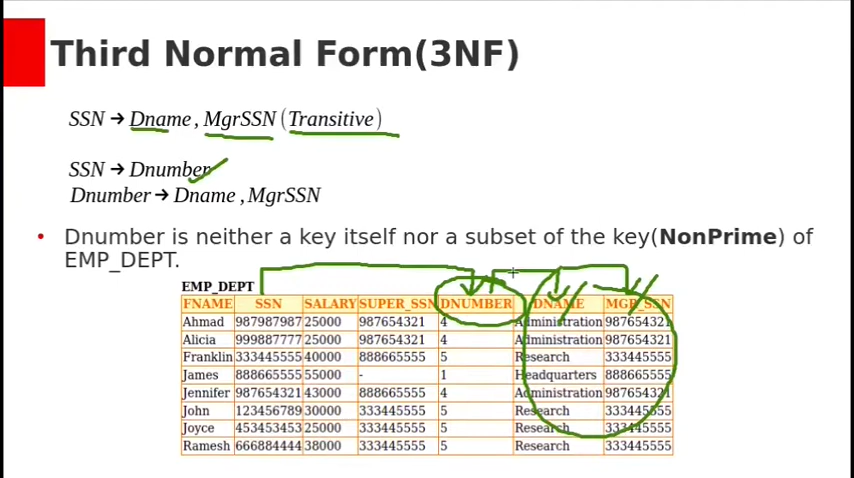 Third Normal Form(3NF)
SSN → Dname , MgrSSN (Transitive)
SSN → Dnumber
Dnumber → Dname , MgrSSN
• Dnumber is neither a key itself nor a subset of the key(NonPrime) of
EMP_DEPT.
EMP_DEPT
FNAME SSN SALARY SUPER_SSN DNUMBER DNAME MGR_SSN
Ahmad 987987987 25000 987654321 4 Administration 987654321
Alicia 999887777 25000 987654321 4 Administration 987654321
Franklin 333445555 40000 888665555 5 Research 333445555
James 888665555 55000 - 1 Headquarters 888665555
Jennifer 987654321 43000 888665555 4 Administration 987654321
John 123456789 30000 333445555 5 Research 333445555
Joyce 453453453 25000 333445555 5 Research 333445555
Ramesh 666884444 38000 333445555 5 Research 333445555